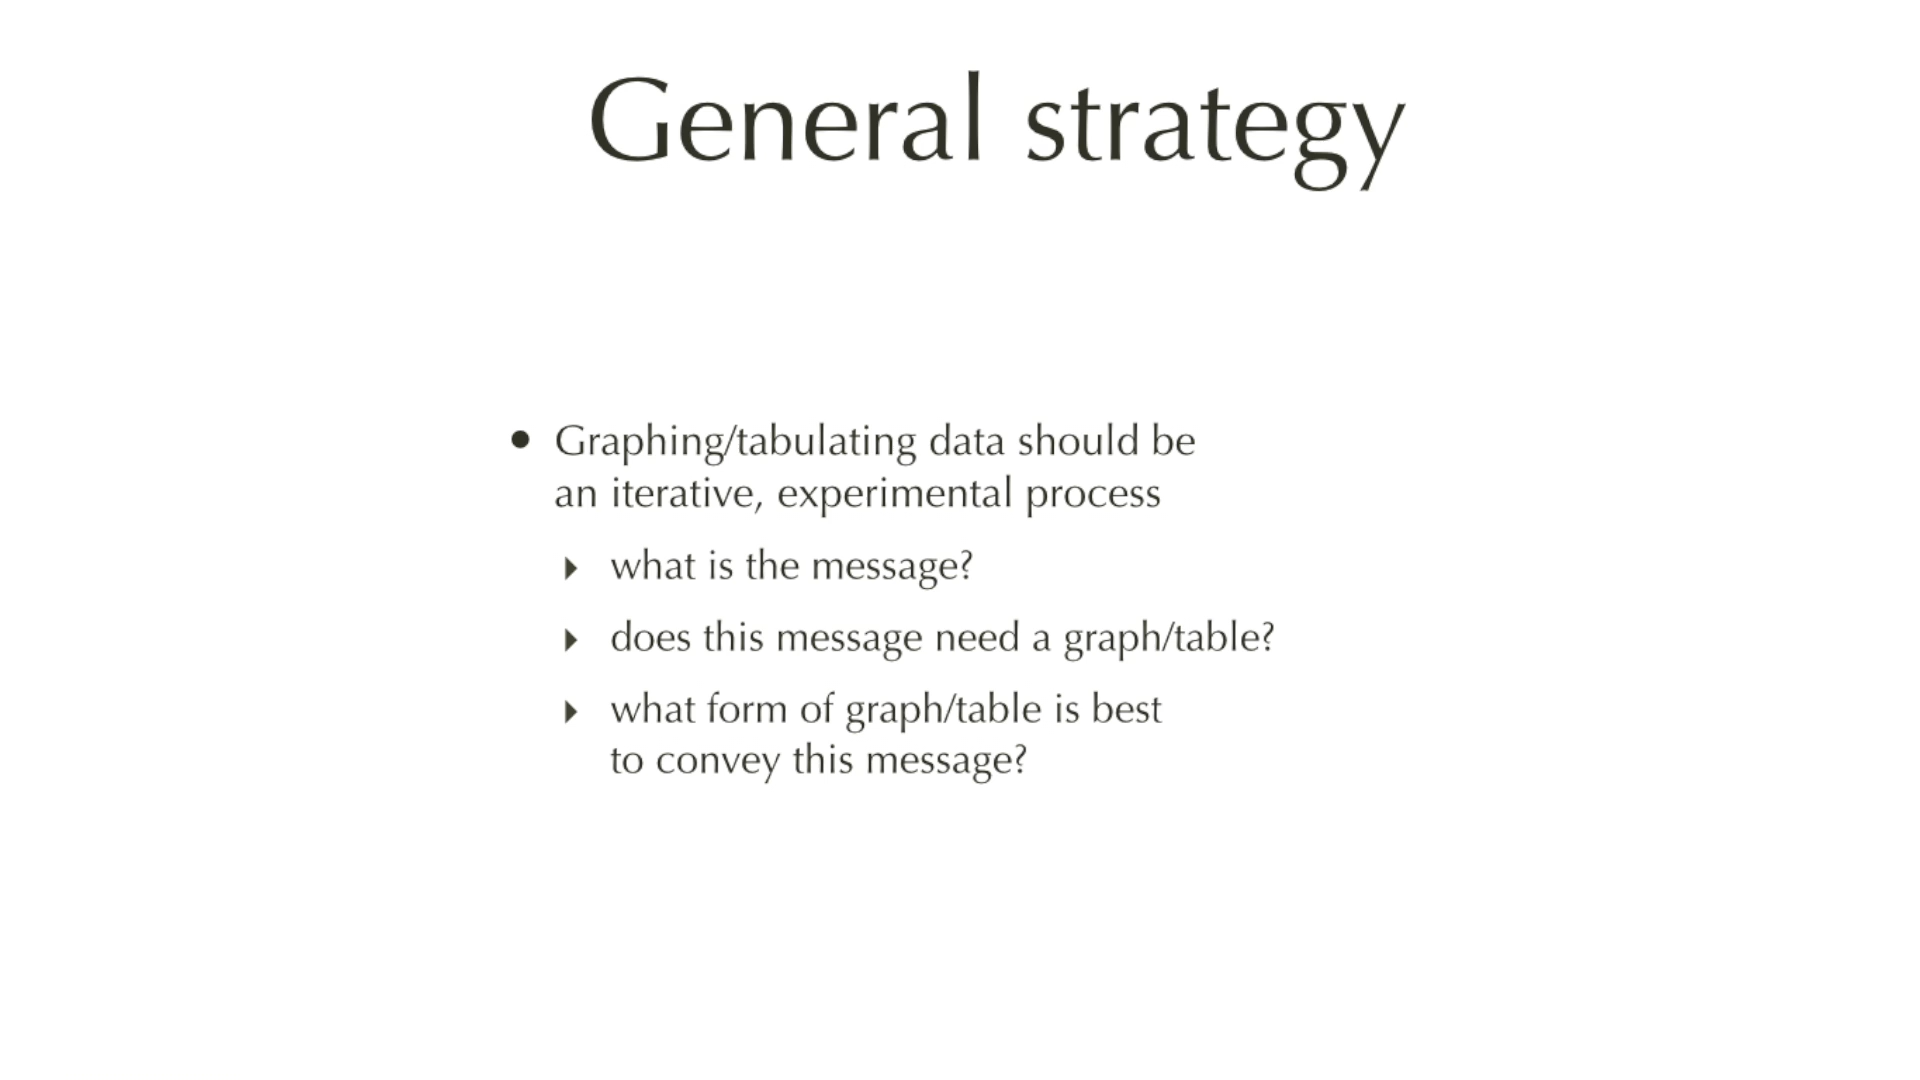 General strategy
• Graphing/tabulating data should be
an iterative, experimental process
‣ what is the message?
‣ does this message need a graph/table?
‣ what form of graph/table is best
to convey this message?